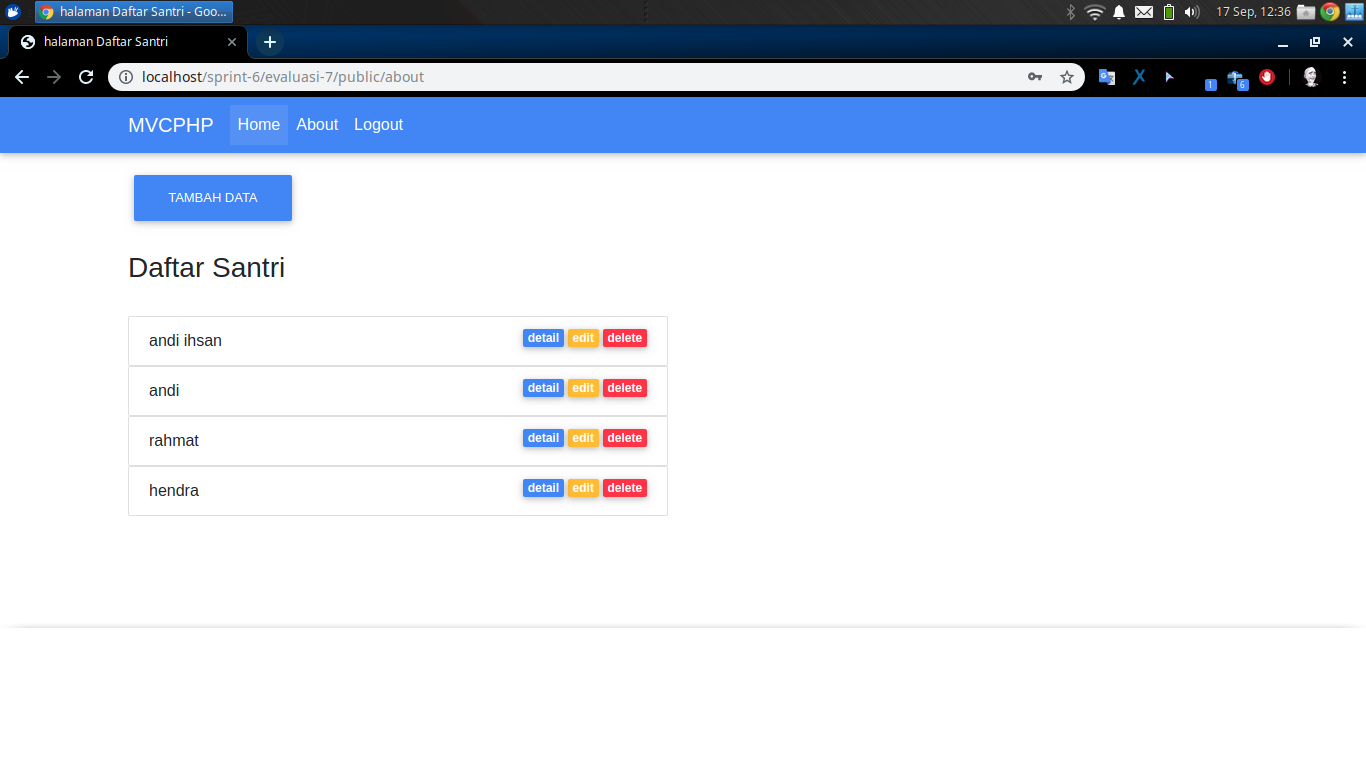 halaman Daftar Santri - Goo... 17 Sep, 12:36
halaman Daftar Santri
localhost/sprint-6/evaluasi-7/public/about
1 6
MVCPHP Home About Logout
TAMBAH DATA
Daftar Santri
andi ihsan detail edit delete
andi detail edit delete
rahmat detail edit delete
hendra detail edit delete